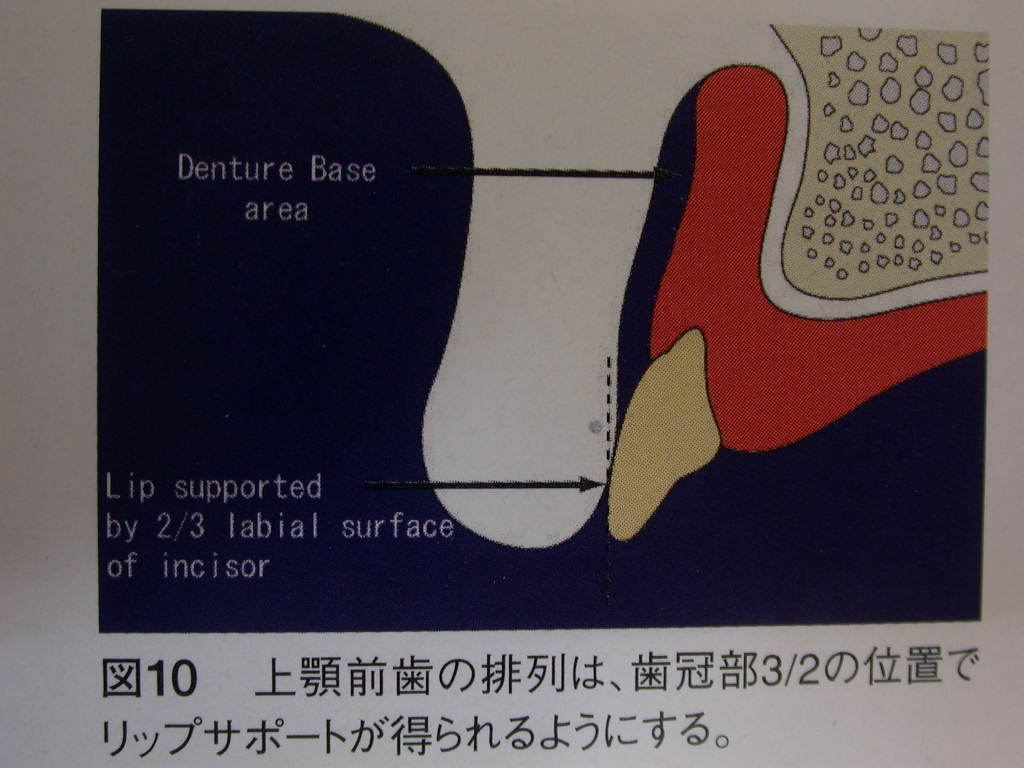 Denture Base
area
Lip supported
by 2/3 labial surface
of incisor
図10　上顎前歯の排列は、歯冠部3/2の位置で
リップサポートが得られるようにする。